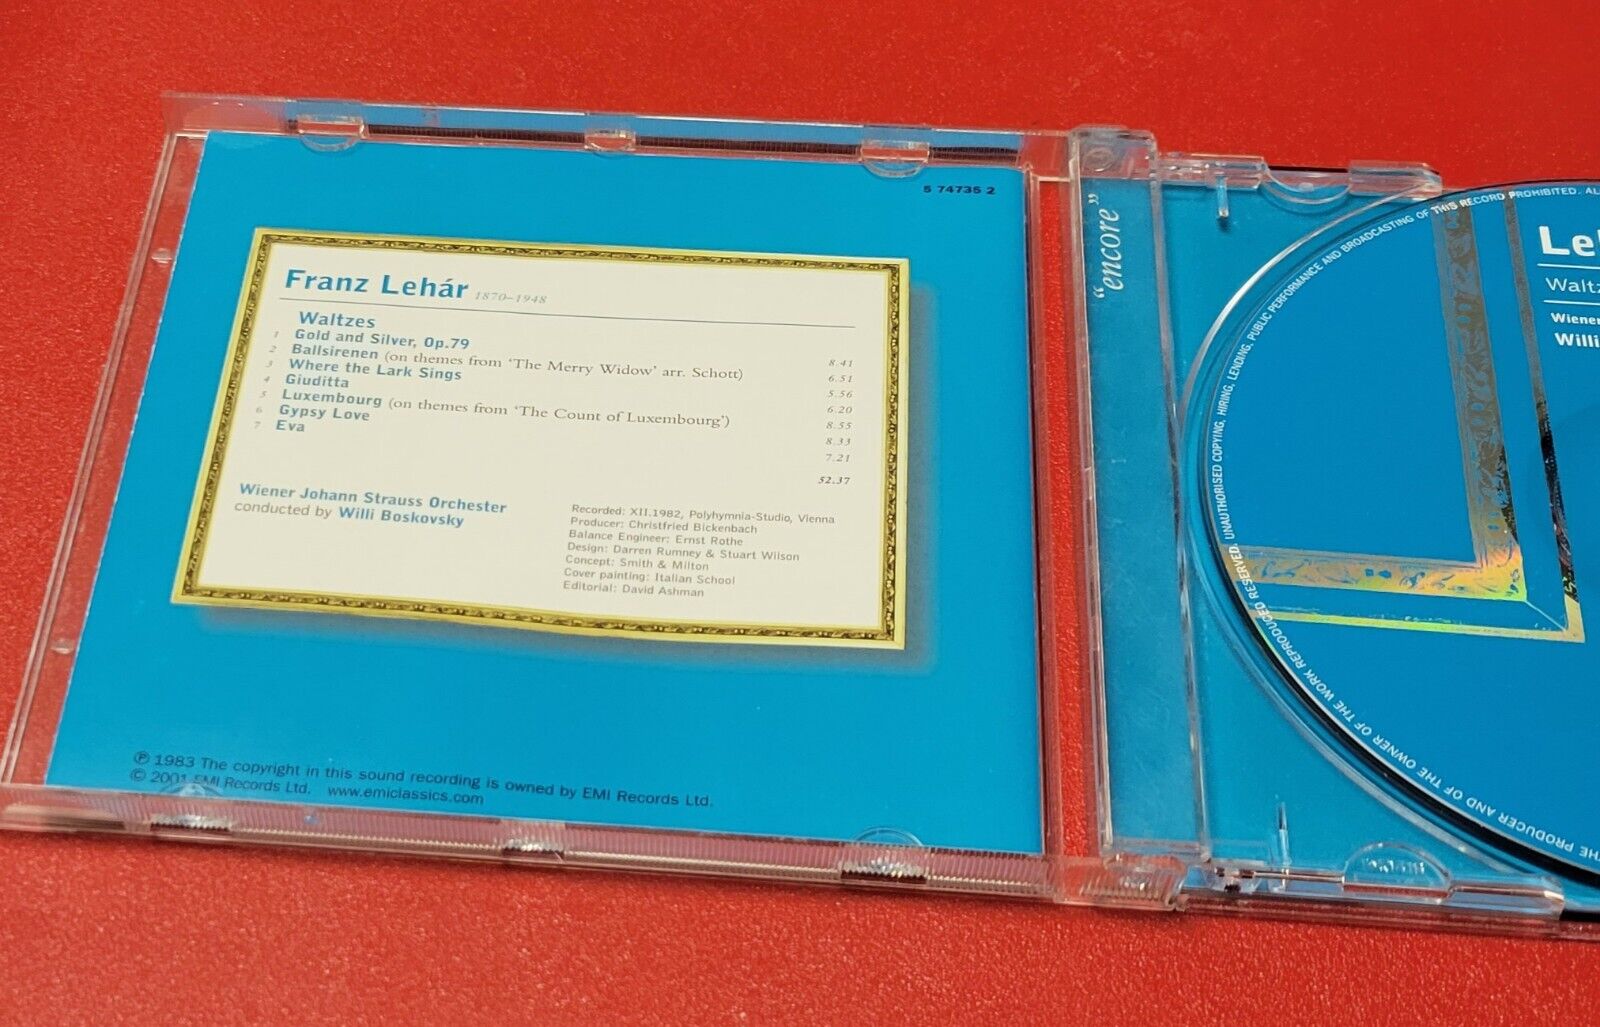 5 74735 2
Franz Lehár 1870–1948
Waltzes
1 Gold and Silver, Op.79 8.41
2 Ballsirenen (on themes from ‘The Merry Widow’ arr. Schott) 6.51
3 Where the Lark Sings 5.56
4 Giuditta 6.20
5 Luxembourg (on themes from ‘The Count of Luxembourg’) 8.55
6 Gypsy Love 8.33
7 Eva 7.21
52.37
Wiener Johann Strauss Orchester
conducted by Willi Boskovsky
Recorded: XII.1982, Polyhymnia-Studio, Vienna
Producer: Christfried Bickenbach
Balance Engineer: Ernst Rothe
Design: Darren Rumney & Stuart Wilson
Concept: Smith & Milton
Cover painting: Italian School
Editorial: David Ashman
℗ 1983 The copyright in this sound recording is owned by EMI Records Ltd.
© 2001 EMI Records Ltd. www.emiclassics.com
“encore”
THE PRODUCER AND OF THE OWNER OF THE WORK REPRODUCED RESERVED. UNAUTHORISED COPYING, HIRING, LENDING, PUBLIC PERFORMANCE AND BROADCASTING OF THIS RECORD PROHIBITED. AL
Le
Waltz
Wiener
Willi